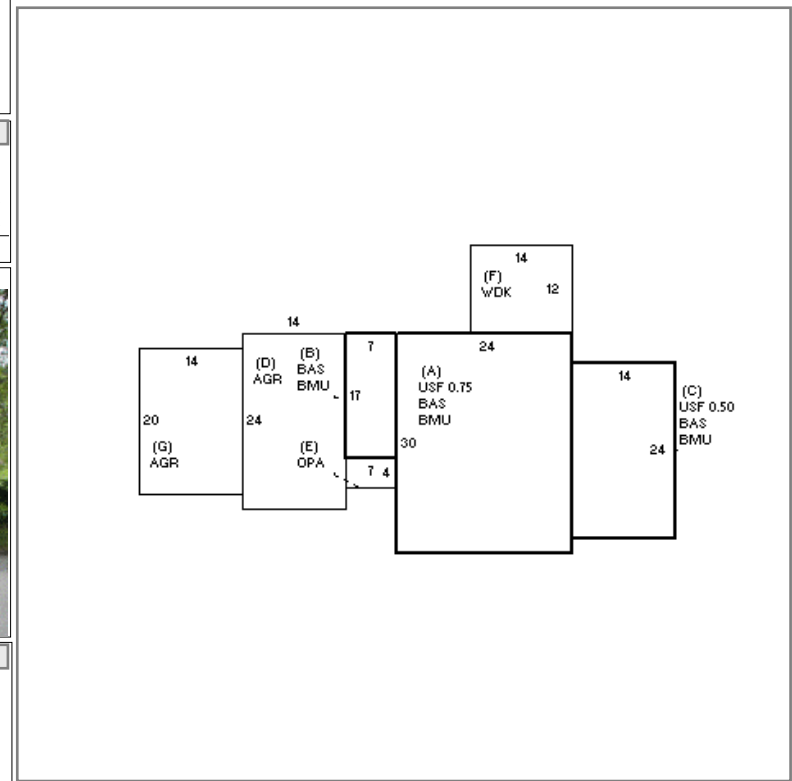 14
(F)
WDK
12
14
14
(D)
AGR
(B)
BAS
BMU
7
24
(A)
USF 0.75
BAS
BMU
14
(C)
USF 0.50
BAS
BMU
17
20
24
30
24
(G)
AGR
(E)
OPA
7 4